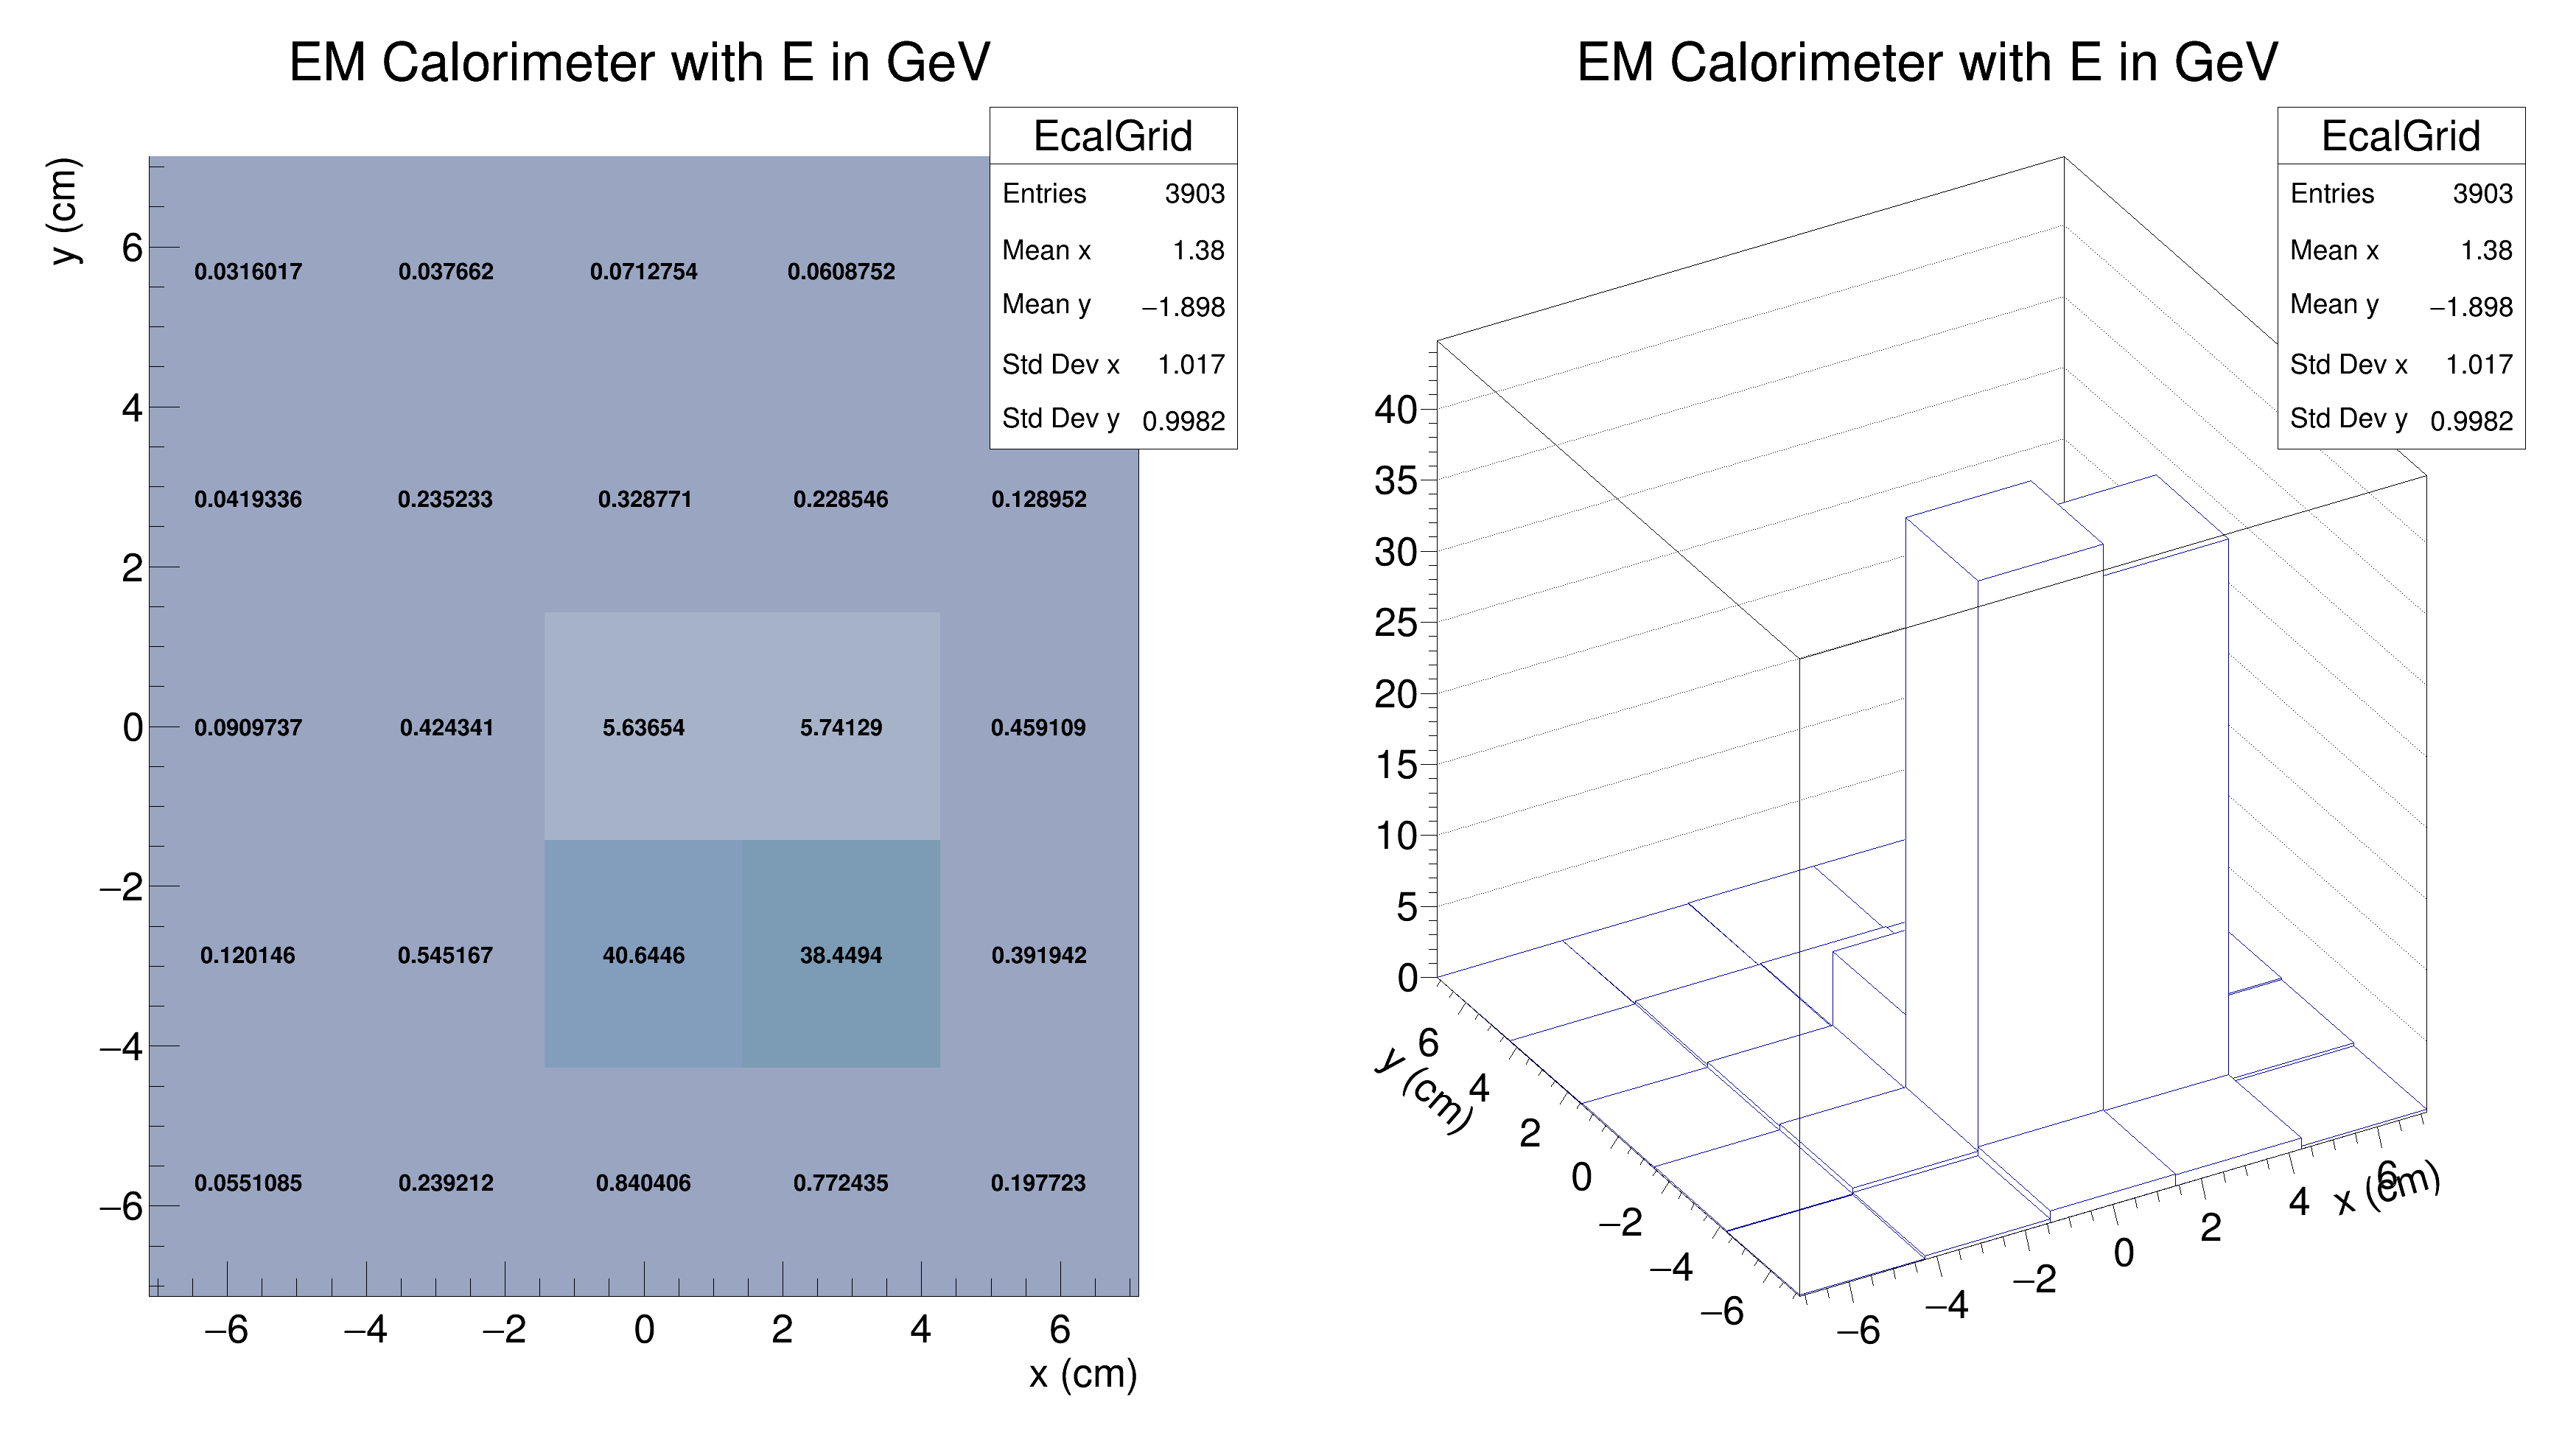 EM Calorimeter with E in GeV
EcalGrid
Entries 3903
Mean x 1.38
Mean y −1.898
Std Dev x 1.017
Std Dev y 0.9982
y (cm)
6
4
2
0
−2
−4
−6
0.0316017 0.037662 0.0712754 0.0608752
0.0419336 0.235233 0.328771 0.228546 0.128952
0.0909737 0.424341 5.63654 5.74129 0.459109
0.120146 0.545167 40.6446 38.4494 0.391942
0.0551085 0.239212 0.840406 0.772435 0.197723
−6 −4 −2 0 2 4 6
x (cm)
EM Calorimeter with E in GeV
EcalGrid
Entries 3903
Mean x 1.38
Mean y −1.898
Std Dev x 1.017
Std Dev y 0.9982
40
35
30
25
20
15
10
5
0
6
4
2
0
−2
−4
−6
y (cm)
−6 −4 −2 0 2 4 6
x (cm)